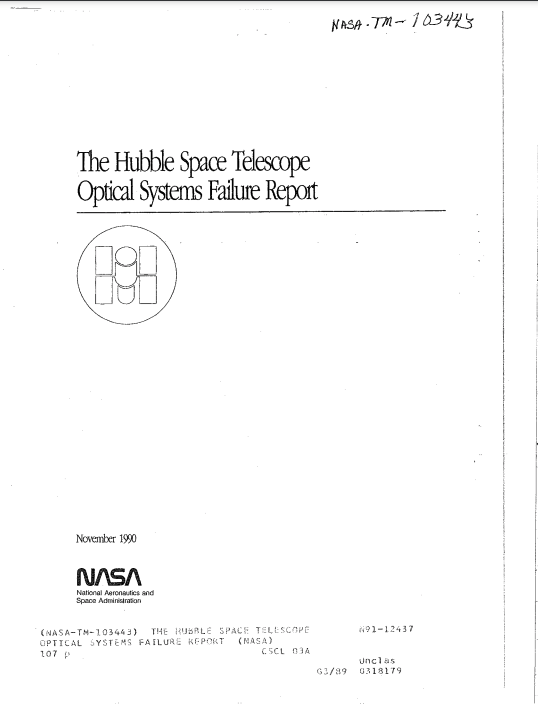 NASA-TM-103443
The Hubble Space Telescope
Optical Systems Failure Report
November 1990
NASA
National Aeronautics and
Space Administration
(NASA-TM-103443) THE HUBBLE SPACE TELESCOPE N91-12437
OPTICAL SYSTEMS FAILURE REPORT (NASA)
107 p CSCL 03A
Unclas
G3/89 0318179